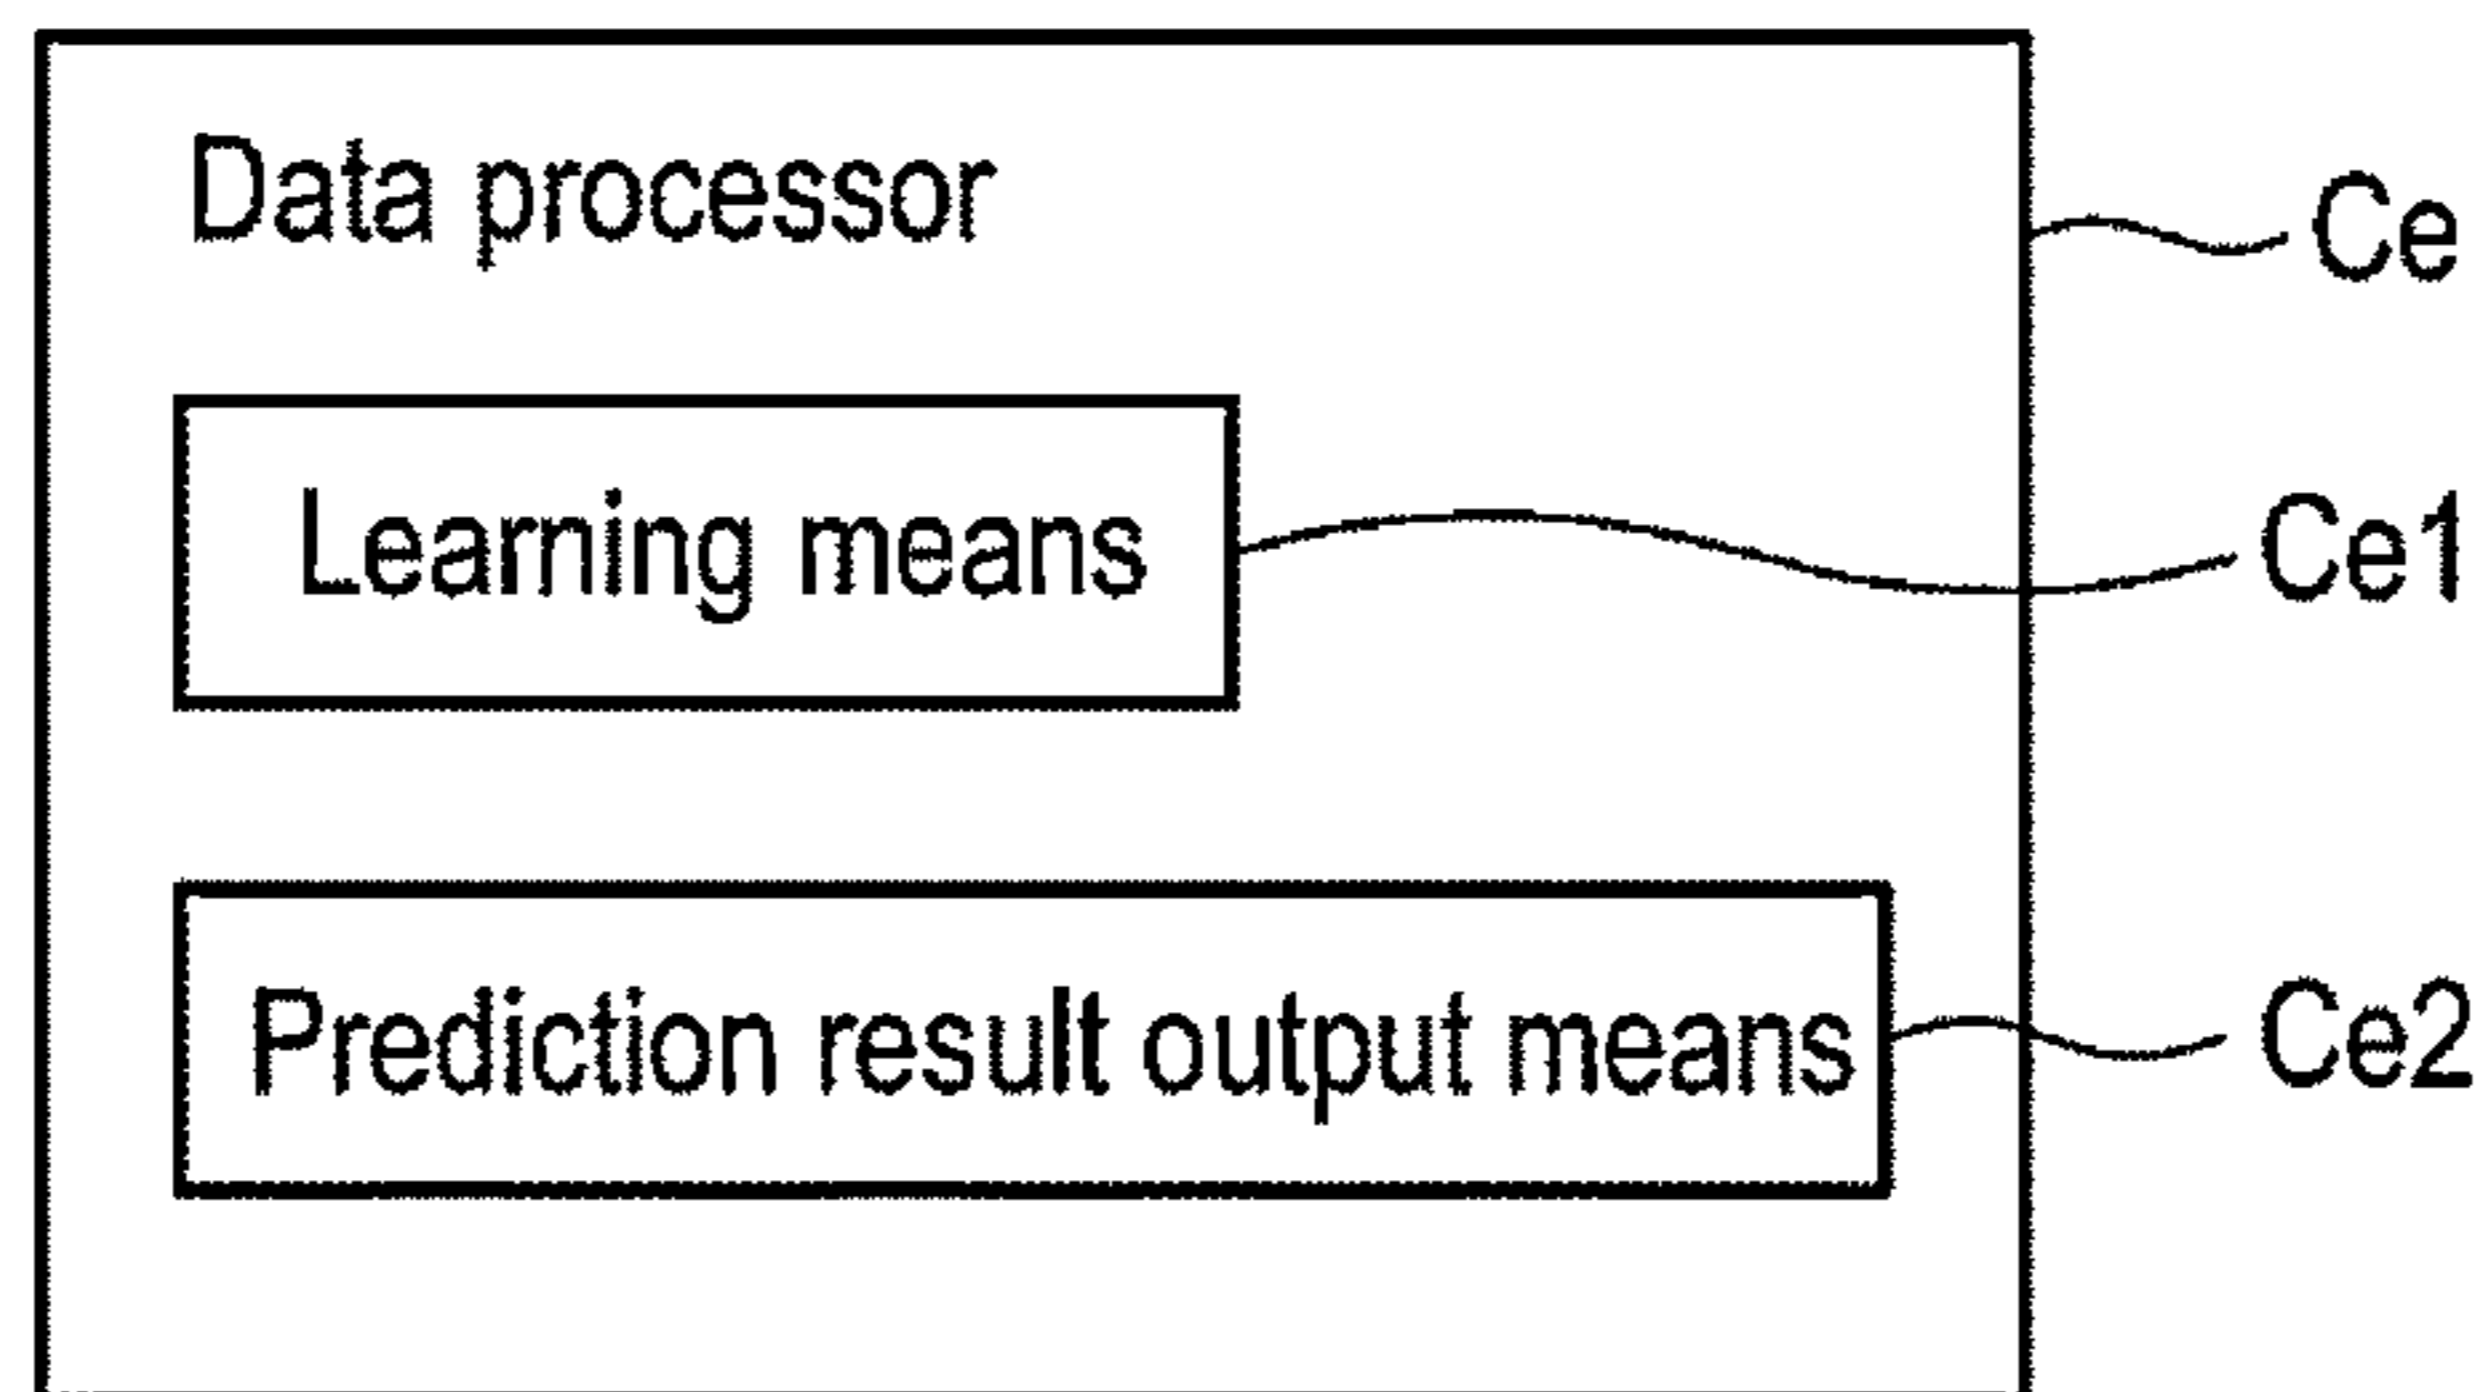 Data processor
Ce
Learning means
Ce1
Prediction result output means
Ce2